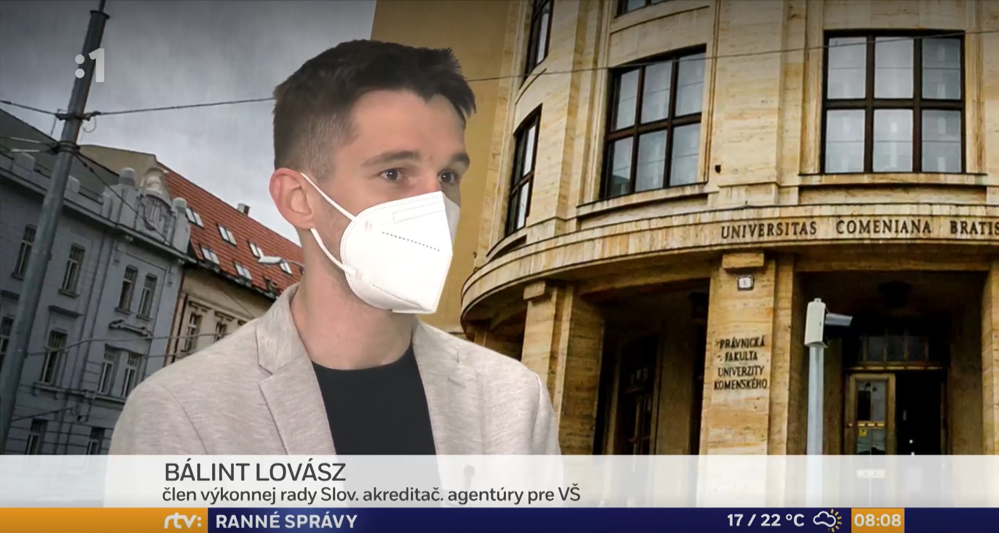 :1
UNIVERSITAS COMENIANA BRATIS
1
PRÁVNICKÁ
FAKULTA
UNIVERZITY
KOMENSKÉHO
BÁLINT LOVÁSZ
člen výkonnej rady Slov. akreditač. agentúry pre VŠ
rtv: RANNÉ SPRÁVY 17 / 22 °C 08:08